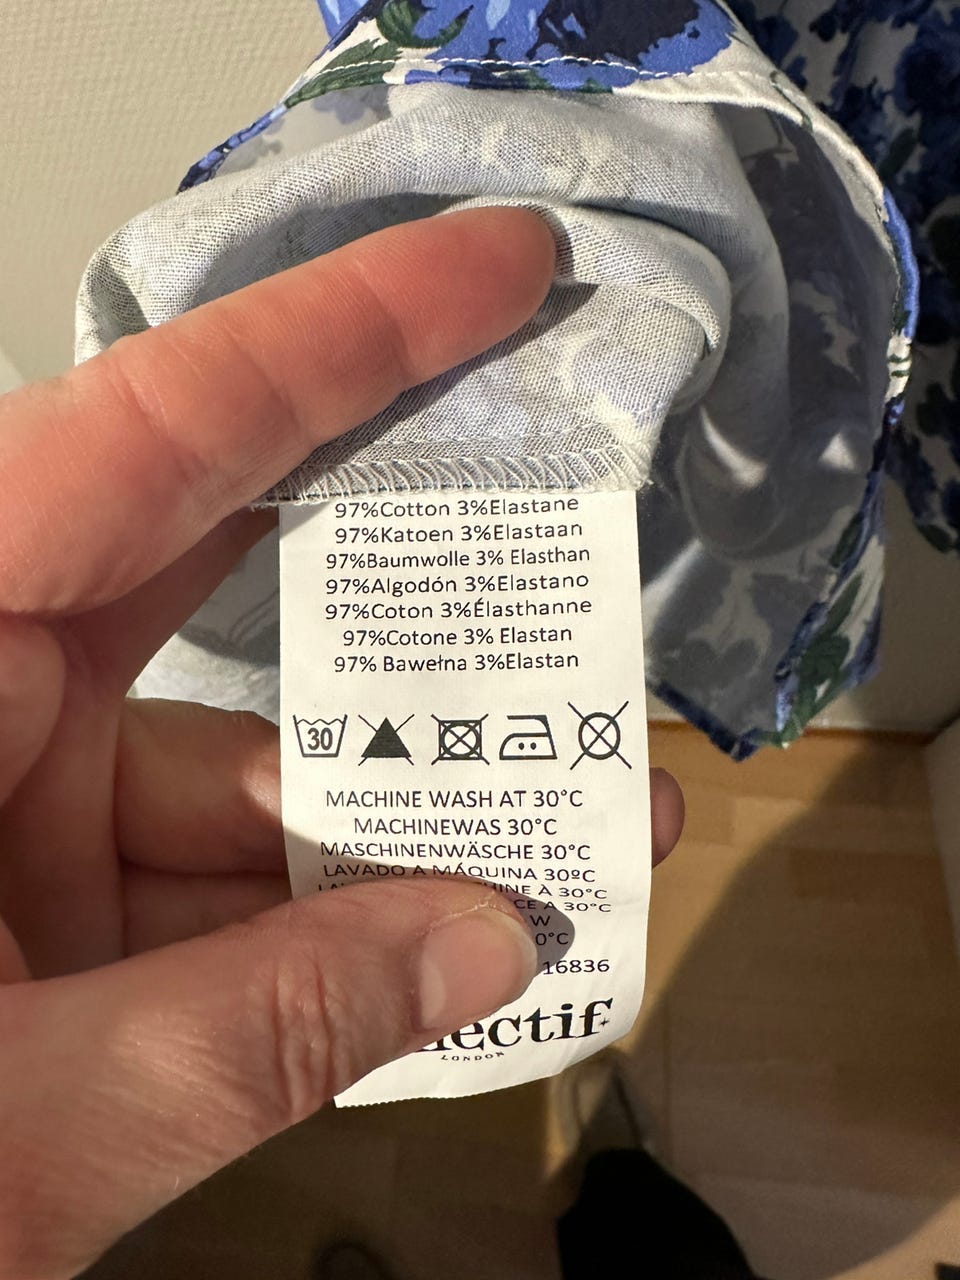 97%Cotton 3%Elastane
97%Katoen 3%Elastaan
97%Baumwolle 3% Elasthan
97%Algodón 3%Elastano
97%Coton 3%Élasthanne
97%Cotone 3% Elastan
97% Bawełna 3%Elastan
30
MACHINE WASH AT 30°C
MACHINEWAS 30°C
MASCHINENWÄSCHE 30°C
LAVADO A MÁQUINA 30ºC
À 30°C
A 30°C
W
16836
LONDON